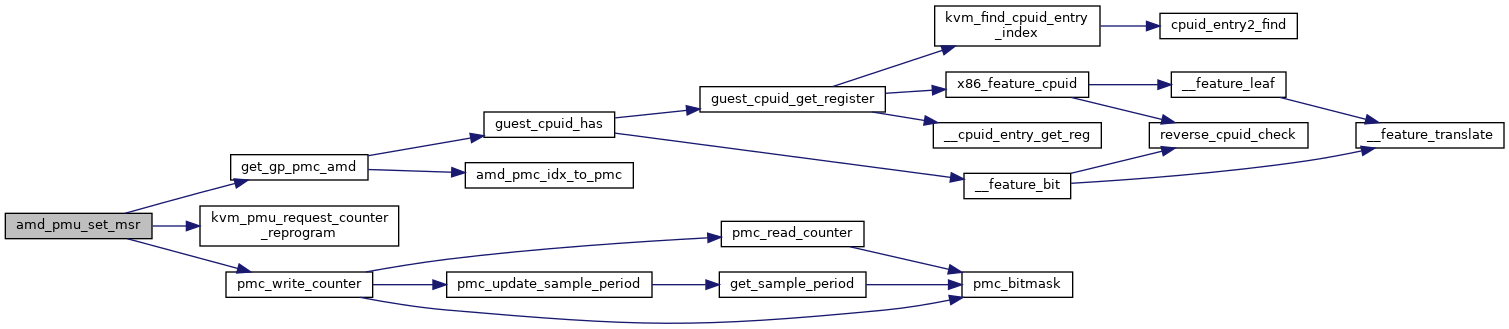 kvm_find_cpuid_entry
_index
cpuid_entry2_find
guest_cpuid_get_register
x86_feature_cpuid
__feature_leaf
guest_cpuid_has
__cpuid_entry_get_reg
reverse_cpuid_check
__feature_translate
get_gp_pmc_amd
amd_pmc_idx_to_pmc
__feature_bit
amd_pmu_set_msr
kvm_pmu_request_counter
_reprogram
pmc_read_counter
pmc_write_counter
pmc_update_sample_period
get_sample_period
pmc_bitmask